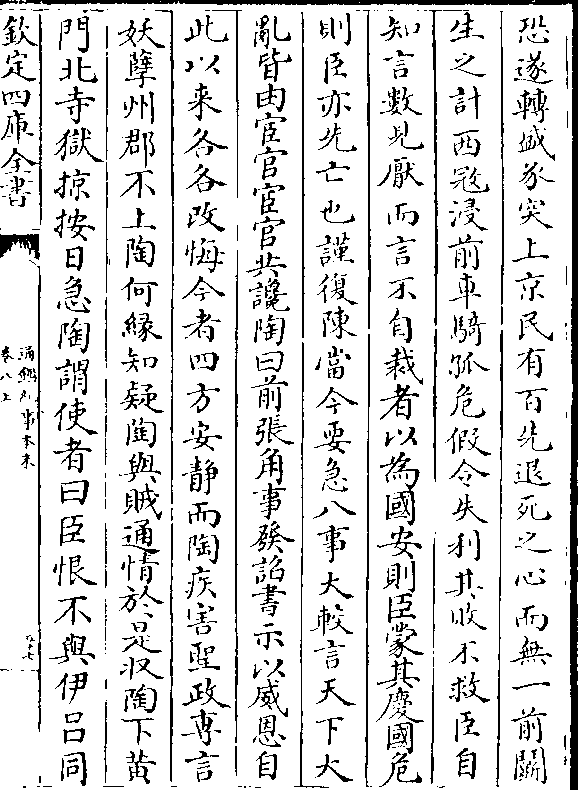 恐遂轉盛豕突上京民有百先退死之心而無一前鬬
生之計西寇浸前車騎孤危假令失利其敗不救臣自
知言數見厭而言不自裁者以為國安則臣蒙其慶國危
則臣亦先亡也謹復陳當今要急八事大較言天下大
亂皆由宦官宦官共讒陶曰前張角事發詔書示以威恩自
此以来各各改悔今者四方安静而陶疾害聖政專言
妖孽州郡不上陶何縁知疑陶與賊通情於是収陶下黄
門北寺獄掠按日急陶謂使者曰臣恨不與伊吕同
欽定四庫全書
通鑑紀事本末
卷八上